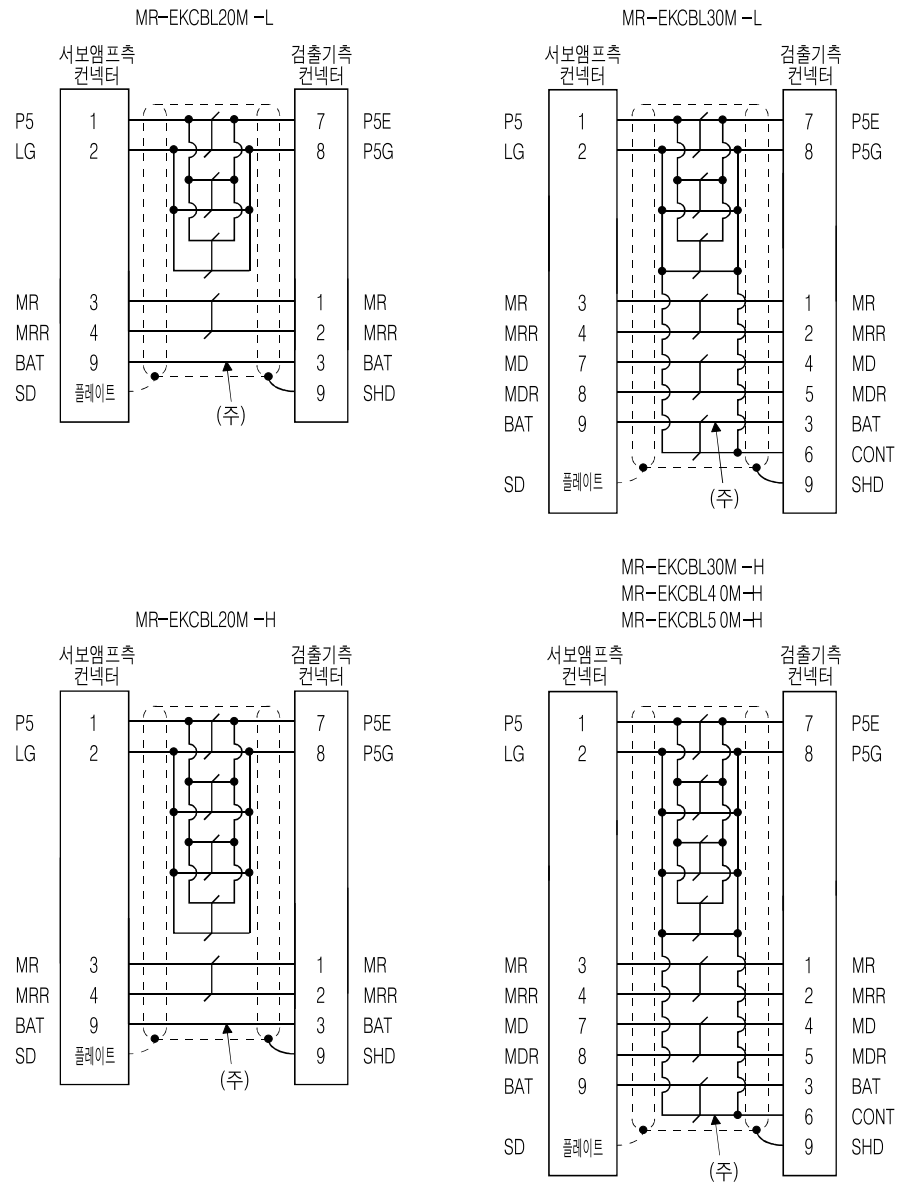 MR-EKCBL20M -L
서보앰프측 검출기측
컨넥터 컨넥터
P5 1 7 P5E
LG 2 8 P5G
MR 3 1 MR
MRR 4 2 MRR
BAT 9 3 BAT
SD 플레이트 9 SHD
(주)
MR-EKCBL30M -L
서보앰프측 검출기측
컨넥터 컨넥터
P5 1 7 P5E
LG 2 8 P5G
MR 3 1 MR
MRR 4 2 MRR
MD 7 4 MD
MDR 8 5 MDR
BAT 9 3 BAT
6 CONT
SD 플레이트 9 SHD
(주)
MR-EKCBL20M -H
서보앰프측 검출기측
컨넥터 컨넥터
P5 1 7 P5E
LG 2 8 P5G
MR 3 1 MR
MRR 4 2 MRR
BAT 9 3 BAT
SD 플레이트 9 SHD
(주)
MR-EKCBL30M -H
MR-EKCBL4 0M-H
MR-EKCBL5 0M-H
서보앰프측 검출기측
컨넥터 컨넥터
P5 1 7 P5E
LG 2 8 P5G
MR 3 1 MR
MRR 4 2 MRR
MD 7 4 MD
MDR 8 5 MDR
BAT 9 3 BAT
6 CONT
SD 플레이트 9 SHD
(주)